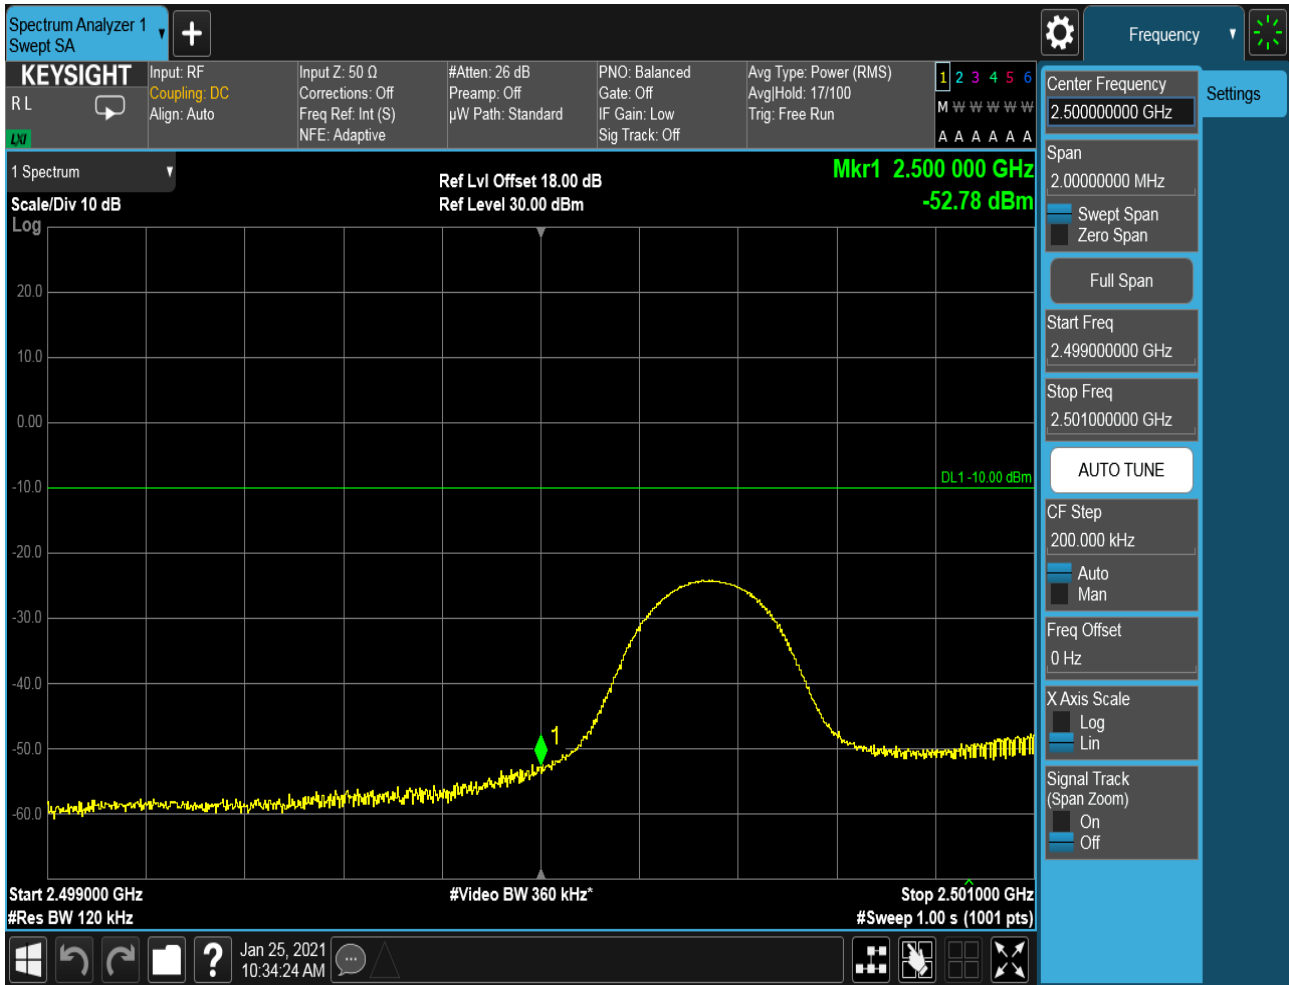 Spectrum Analyzer 1
Swept SA
Frequency
KEYSIGHT
R L
LXI
Input: RF
Coupling: DC
Align: Auto
Input Z: 50 Ω
Corrections: Off
Freq Ref: Int (S)
NFE: Adaptive
#Atten: 26 dB
Preamp: Off
µW Path: Standard
PNO: Balanced
Gate: Off
IF Gain: Low
Sig Track: Off
Avg Type: Power (RMS)
Avg|Hold: 17/100
Trig: Free Run
1 2 3 4 5 6
M W W W W W
A A A A A A
1 Spectrum
Scale/Div 10 dB
Log
Ref Lvl Offset 18.00 dB
Ref Level 30.00 dBm
Mkr1 2.500 000 GHz
-52.78 dBm
20.0
10.0
0.00
-10.0
-20.0
-30.0
-40.0
-50.0
-60.0
DL1 -10.00 dBm
1
Start 2.499000 GHz
#Res BW 120 kHz
#Video BW 360 kHz*
Stop 2.501000 GHz
#Sweep 1.00 s (1001 pts)
Center Frequency
2.500000000 GHz
Span
2.00000000 MHz
Swept Span
Zero Span
Full Span
Start Freq
2.499000000 GHz
Stop Freq
2.501000000 GHz
AUTO TUNE
CF Step
200.000 kHz
Auto
Man
Freq Offset
0 Hz
X Axis Scale
Log
Lin
Signal Track
(Span Zoom)
On
Off
Settings
?
Jan 25, 2021
10:34:24 AM